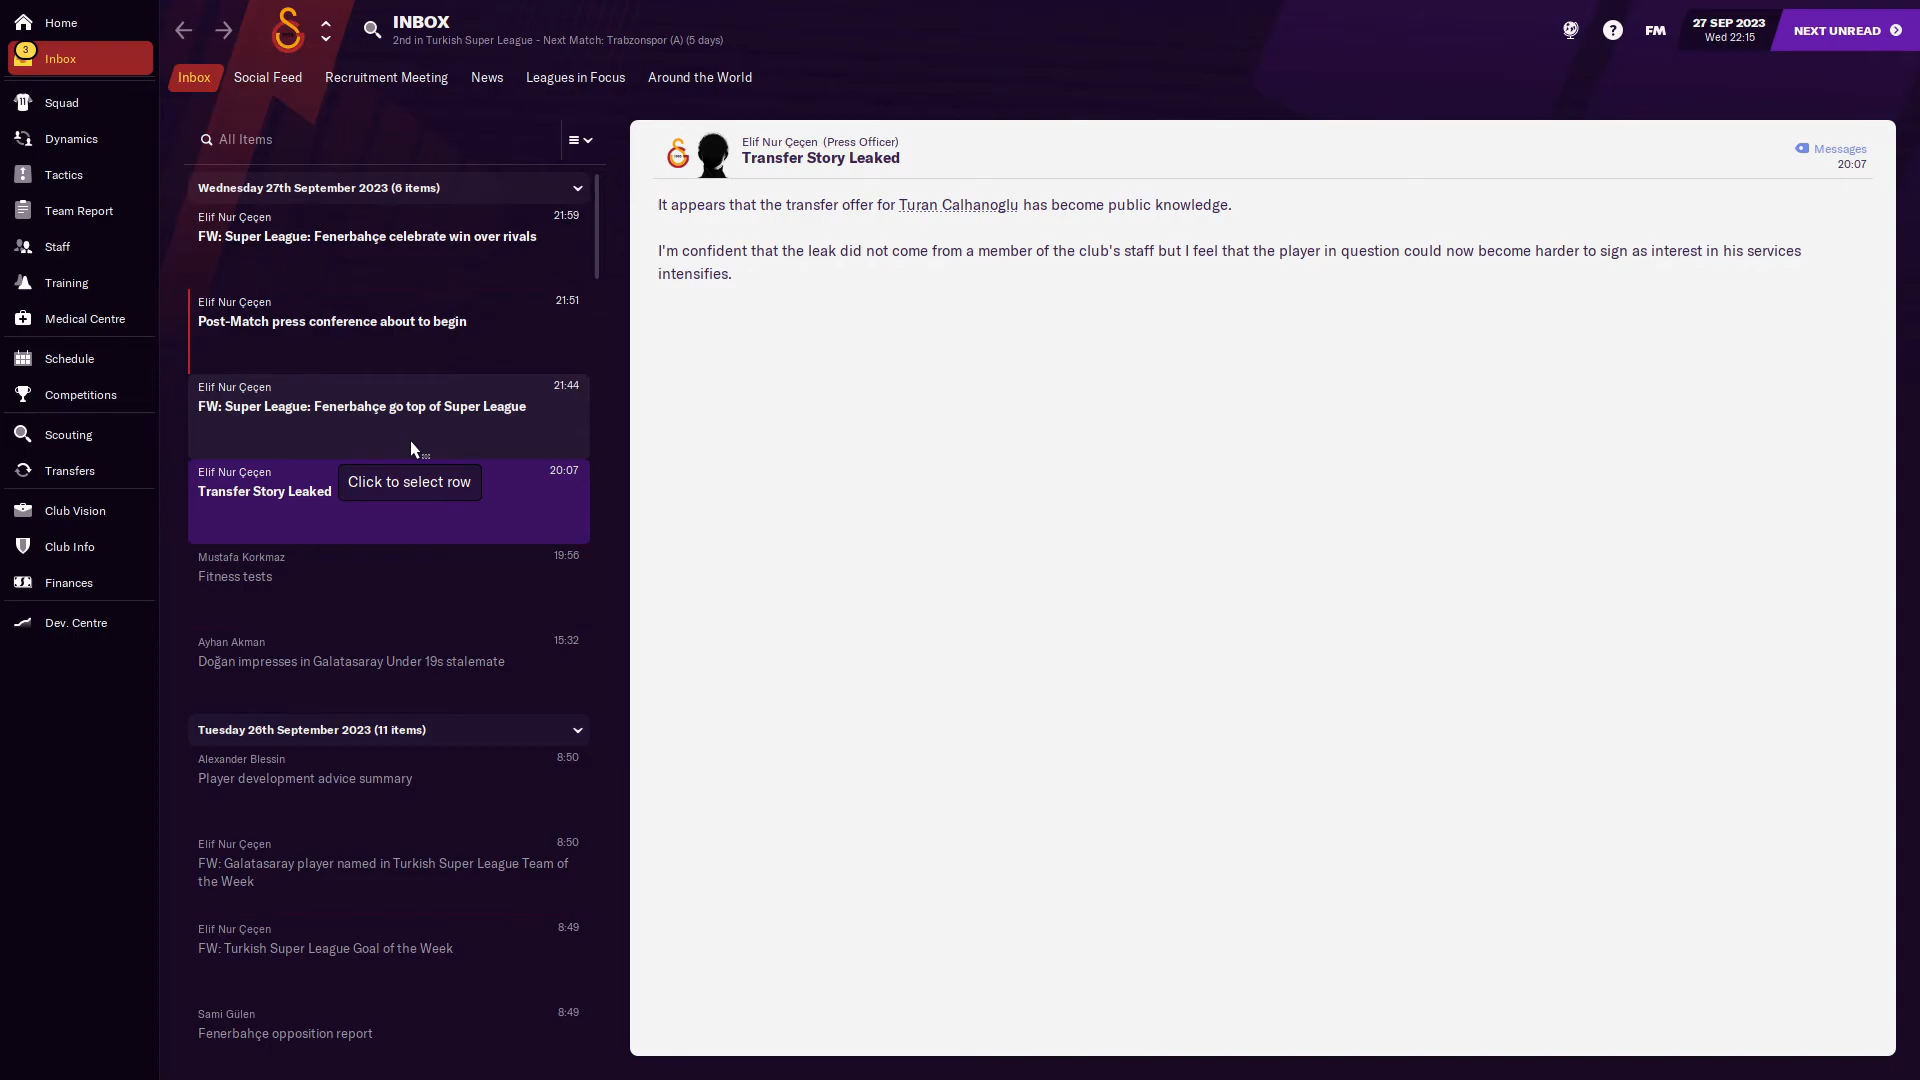 Home
3
Inbox
Squad
Dynamics
Tactics
Team Report
Staff
Training
Medical Centre
Schedule
Competitions
Scouting
Transfers
Club Vision
Club Info
Finances
Dev. Centre
INBOX
2nd in Turkish Super League - Next Match: Trabzonspor (A) (5 days)
FM
27 SEP 2023
Wed 22:15
NEXT UNREAD
Inbox
Social Feed
Recruitment Meeting
News
Leagues in Focus
Around the World
All Items
Wednesday 27th September 2023 (6 items)
Elif Nur Çeçen 21:59
FW: Super League: Fenerbahçe celebrate win over rivals
Elif Nur Çeçen 21:51
Post-Match press conference about to begin
Elif Nur Çeçen 21:44
FW: Super League: Fenerbahçe go top of Super League
Elif Nur Çeçen 20:07
Transfer Story Leaked
Click to select row
Mustafa Korkmaz 19:56
Fitness tests
Ayhan Akman 15:32
Doğan impresses in Galatasaray Under 19s stalemate
Tuesday 26th September 2023 (11 items)
Alexander Blessin 8:50
Player development advice summary
Elif Nur Çeçen 8:50
FW: Galatasaray player named in Turkish Super League Team of
the Week
Elif Nur Çeçen 8:49
FW: Turkish Super League Goal of the Week
Sami Gülen 8:49
Fenerbahçe opposition report
Elif Nur Çeçen (Press Officer)
Transfer Story Leaked
Messages
20:07
It appears that the transfer offer for Turan Calhanoglu has become public knowledge.
I'm confident that the leak did not come from a member of the club's staff but I feel that the player in question could now become harder to sign as interest in his services
intensifies.